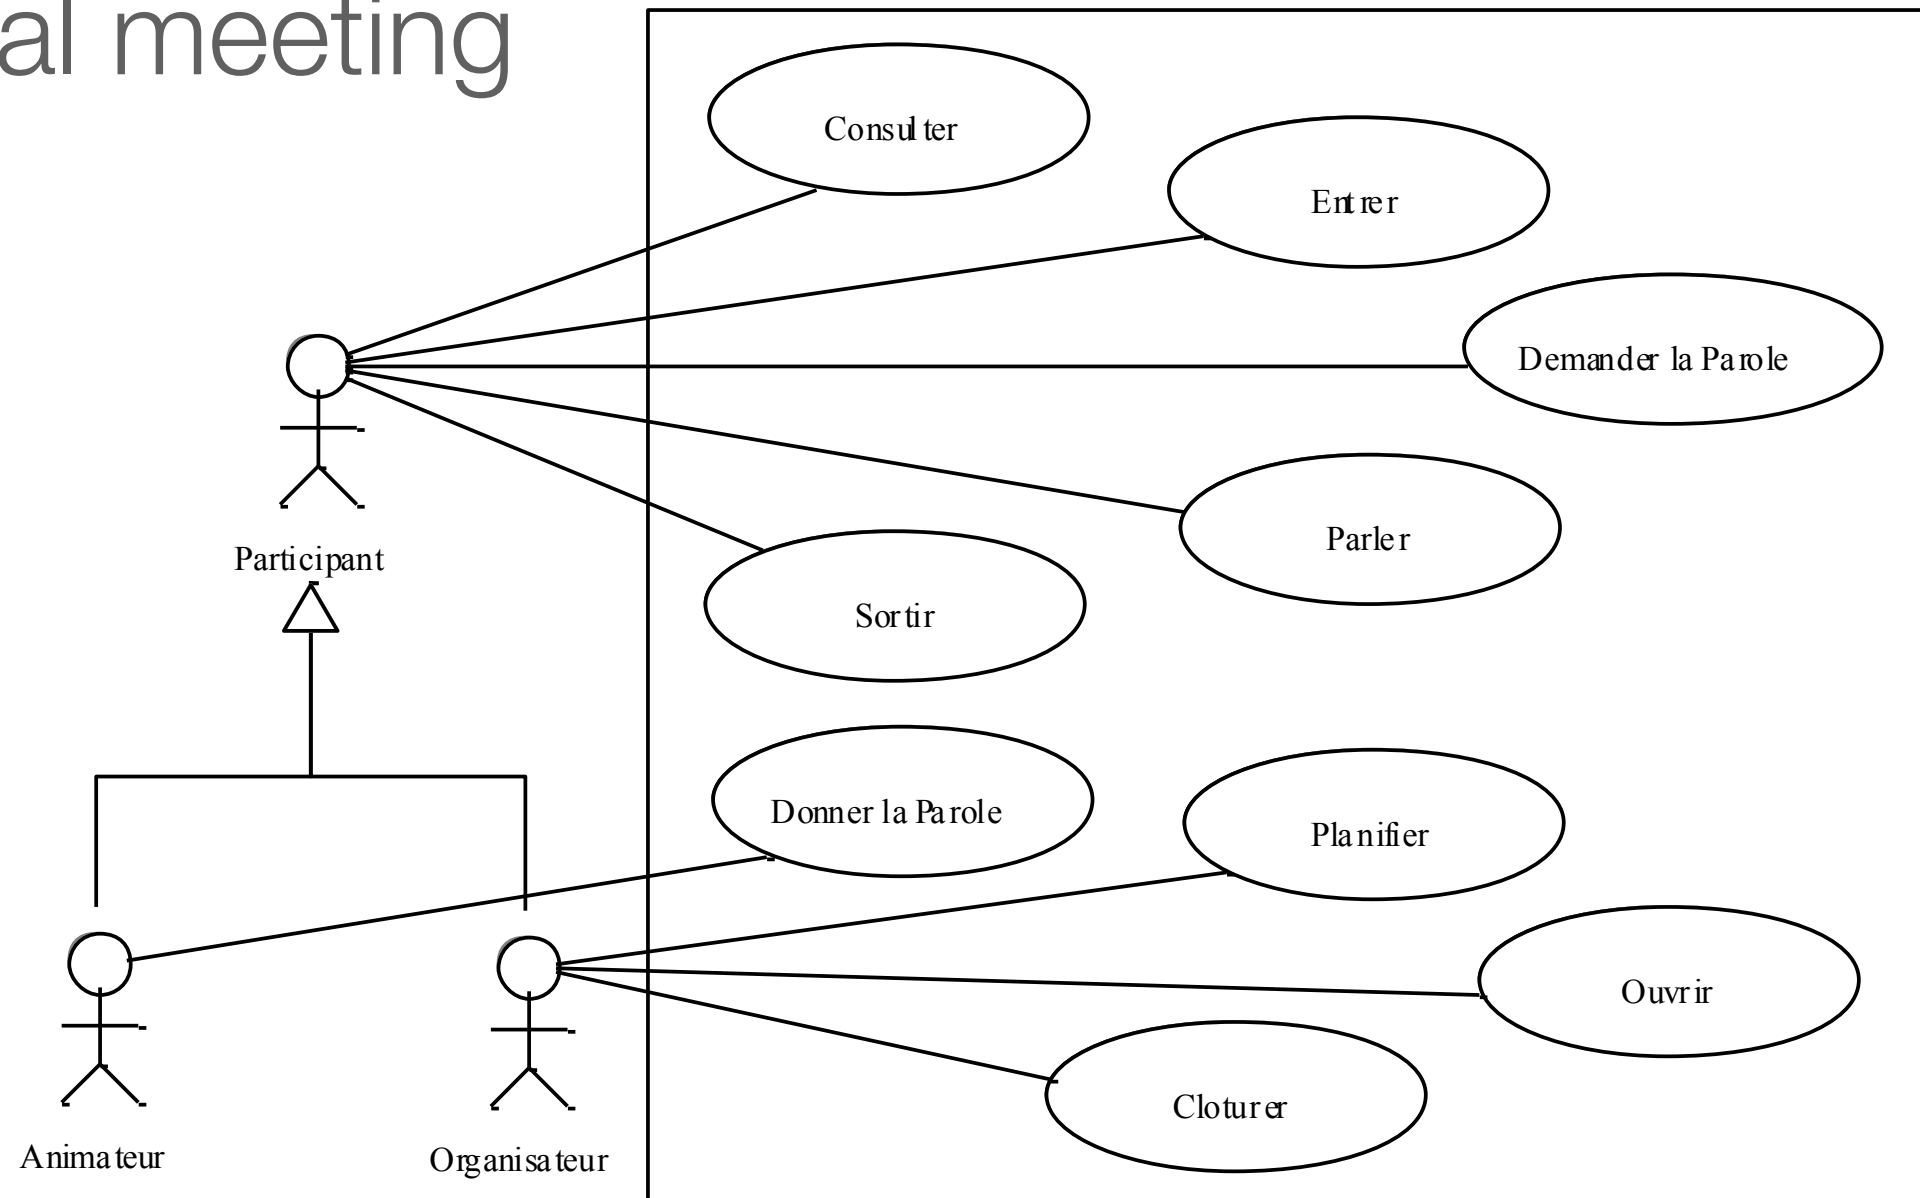 al meeting
Consulter
Entrer
Demander la Parole
Parler
Participant
Sortir
Donner la Parole
Planifier
Ouvrir
Cloturer
Animateur
Organisateur